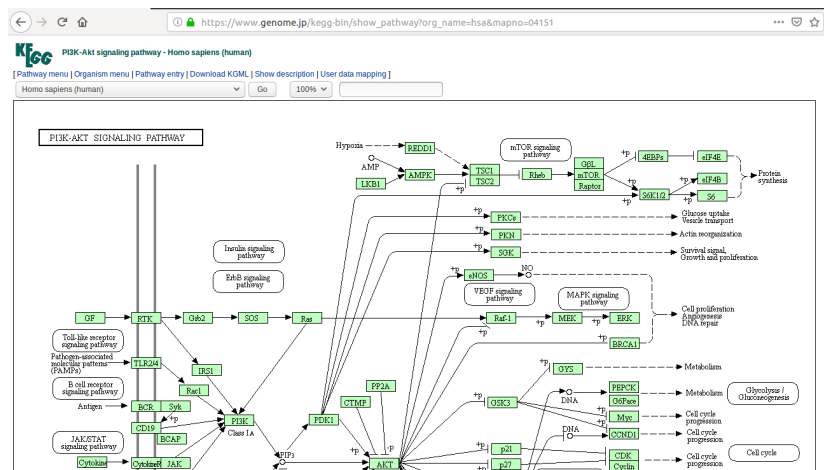 https://www.genome.jp/kegg-bin/show_pathway?org_name=hsa&mapno=04151
KEGG
PI3K-Akt signaling pathway - Homo sapiens (human)
[ Pathway menu | Organism menu | Pathway entry | Download KGML | Show description | User data mapping ]
Homo sapiens (human)
Go
100%
PI3K-AKT SIGNALING PATHWAY
Hypoxia
REDD1
mTOR signaling
pathway
AMP
LKB1
AMPK
TSC1
TSC2
+p
Rheb
GβL
mTOR
Raptor
+p
+p
4EBPs
eIF4E
+p
eIF4B
S6K1/2
+p
S6
+p
Protein
synthesis
+p
PKCs
Glucose uptake
Vesicle transport
+p
PKN
Actin reorganization
+p
SGK
Survival signal,
Growth and proliferation
Insulin signaling
pathway
ErbB signaling
pathway
+p
eNOS
NO
VEGF signaling
pathway
MAPK signaling
pathway
GF
RTK
Grb2
SOS
Ras
Raf-1
+p
+p
MEK
+p
ERK
Cell proliferation
Angiogenesis
DNA repair
BRCA1
+p
Toll-like receptor
signaling pathway
Pathogen-associated
molecular patterns
(PAMPs)
TLR2/4
IRS1
B cell receptor
signaling pathway
Rac1
Antigen
BCR
Syk
+p
CD19
BCAP
JAK/STAT
signaling pathway
Cytokine
CytokineR
JAK
PI3K
Class IA
PIP3
PDK1
CTMP
PP2A
+p
-p
AKT
+p
GYS
Metabolism
+p
GSK3
DNA
PEPCK
G6Pase
Metabolism
Glycolysis /
Gluconeogenesis
+p
Myc
Cell cycle
progression
+p
DNA
CCND1
Cell cycle
progression
+p
p21
+p
p27
CDK
Cyclin
Cell cycle
progression
Cell cycle